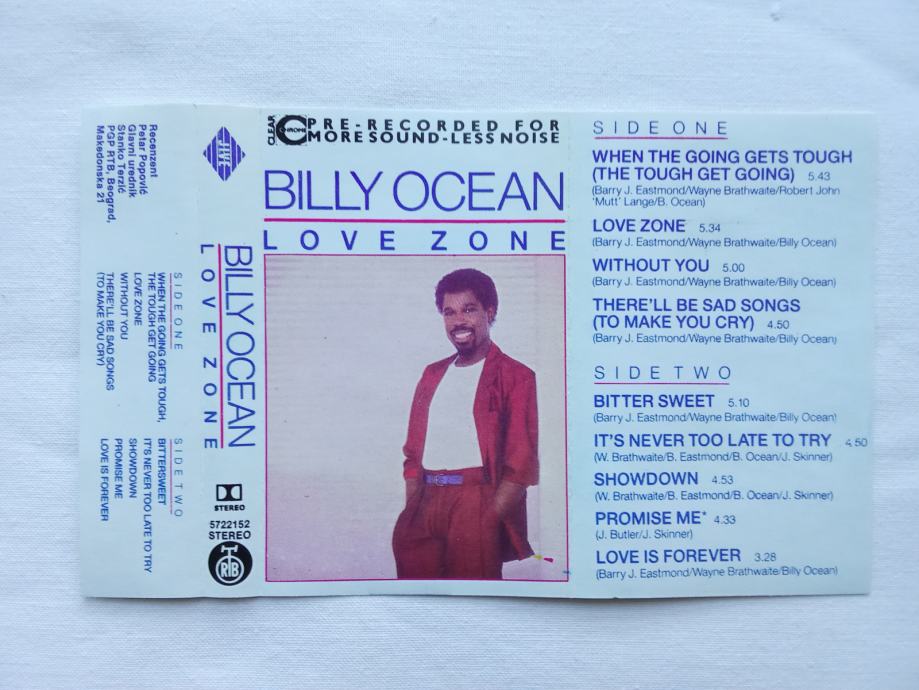 Recenzent
Petar Popović
Glavni urednik
Stanko Terzić
PGP RTB, Beograd,
Makedonska 21
SIDE ONE
WHEN THE GOING GETS TOUGH,
THE TOUGH GET GOING
LOVE ZONE
WITHOUT YOU
THERE'LL BE SAD SONGS
(TO MAKE YOU CRY)
SIDE TWO
BITTERSWEET
IT'S NEVER TOO LATE TO TRY
SHOWDOWN
PROMISE ME
LOVE IS FOREVER
JIVE
BILLY OCEAN
LOVE ZONE
STEREO
5722152
STEREO
RTB
CLEAR
CHROME
PRE-RECORDED FOR
MORE SOUND-LESS NOISE
BILLY OCEAN
LOVE ZONE
SIDE ONE
WHEN THE GOING GETS TOUGH
(THE TOUGH GET GOING) 5.43
(Barry J. Eastmond/Wayne Brathwaite/Robert John
'Mutt' Lange/B. Ocean)
LOVE ZONE 5.34
(Barry J. Eastmond/Wayne Brathwaite/Billy Ocean)
WITHOUT YOU 5.00
(Barry J. Eastmond/Wayne Brathwaite/Billy Ocean)
THERE'LL BE SAD SONGS
(TO MAKE YOU CRY) 4.50
(Barry J. Eastmond/Wayne Brathwaite/Billy Ocean)
SIDE TWO
BITTER SWEET 5.10
(Barry J. Eastmond/Wayne Brathwaite/Billy Ocean)
IT'S NEVER TOO LATE TO TRY 4.50
(W. Brathwaite/B. Eastmond/B. Ocean/J. Skinner)
SHOWDOWN 4.53
(W. Brathwaite/B. Eastmond/B. Ocean/J. Skinner)
PROMISE ME* 4.33
(J. Butler/J. Skinner)
LOVE IS FOREVER 3.28
(Barry J. Eastmond/Wayne Brathwaite/Billy Ocean)